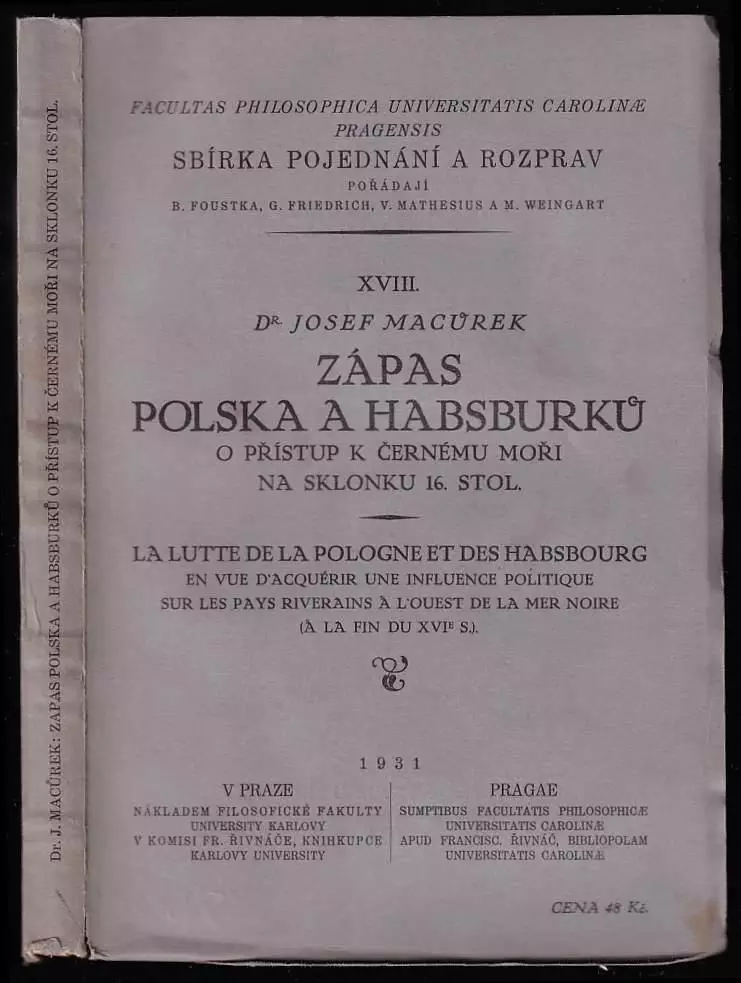 Dr. J. MACŮREK: ZÁPAS POLSKA A HABSBURKŮ O PŘÍSTUP K ČERNÉMU MOŘI NA SKLONKU 16. STOL.
FACULTAS PHILOSOPHICA UNIVERSITATIS CAROLINÆ
PRAGENSIS
SBÍRKA POJEDNÁNÍ A ROZPRAV
POŘÁDAJÍ
B. FOUSTKA, G. FRIEDRICH, V. MATHESIUS A M. WEINGART
XVIII.
DR. JOSEF MACŮREK
ZÁPAS
POLSKA A HABSBURKŮ
O PŘÍSTUP K ČERNÉMU MOŘI
NA SKLONKU 16. STOL.
LA LUTTE DE LA POLOGNE ET DES HABSBOURG
EN VUE D'ACQUÉRIR UNE INFLUENCE POLITIQUE
SUR LES PAYS RIVERAINS À L'OUEST DE LA MER NOIRE
(À LA FIN DU XVIE S.).
1931
V PRAZE
NÁKLADEM FILOSOFICKÉ FAKULTY
UNIVERSITY KARLOVY
V KOMISI FR. ŘIVNÁČE, KNIHKUPCE
KARLOVY UNIVERSITY
PRAGAE
SUMPTIBUS FACULTATIS PHILOSOPHICÆ
UNIVERSITATIS CAROLINÆ
APUD FRANCISC. ŘIVNÁČ, BIBLIOPOLAM
UNIVERSITATIS CAROLINÆ
CENA 48 Kč.